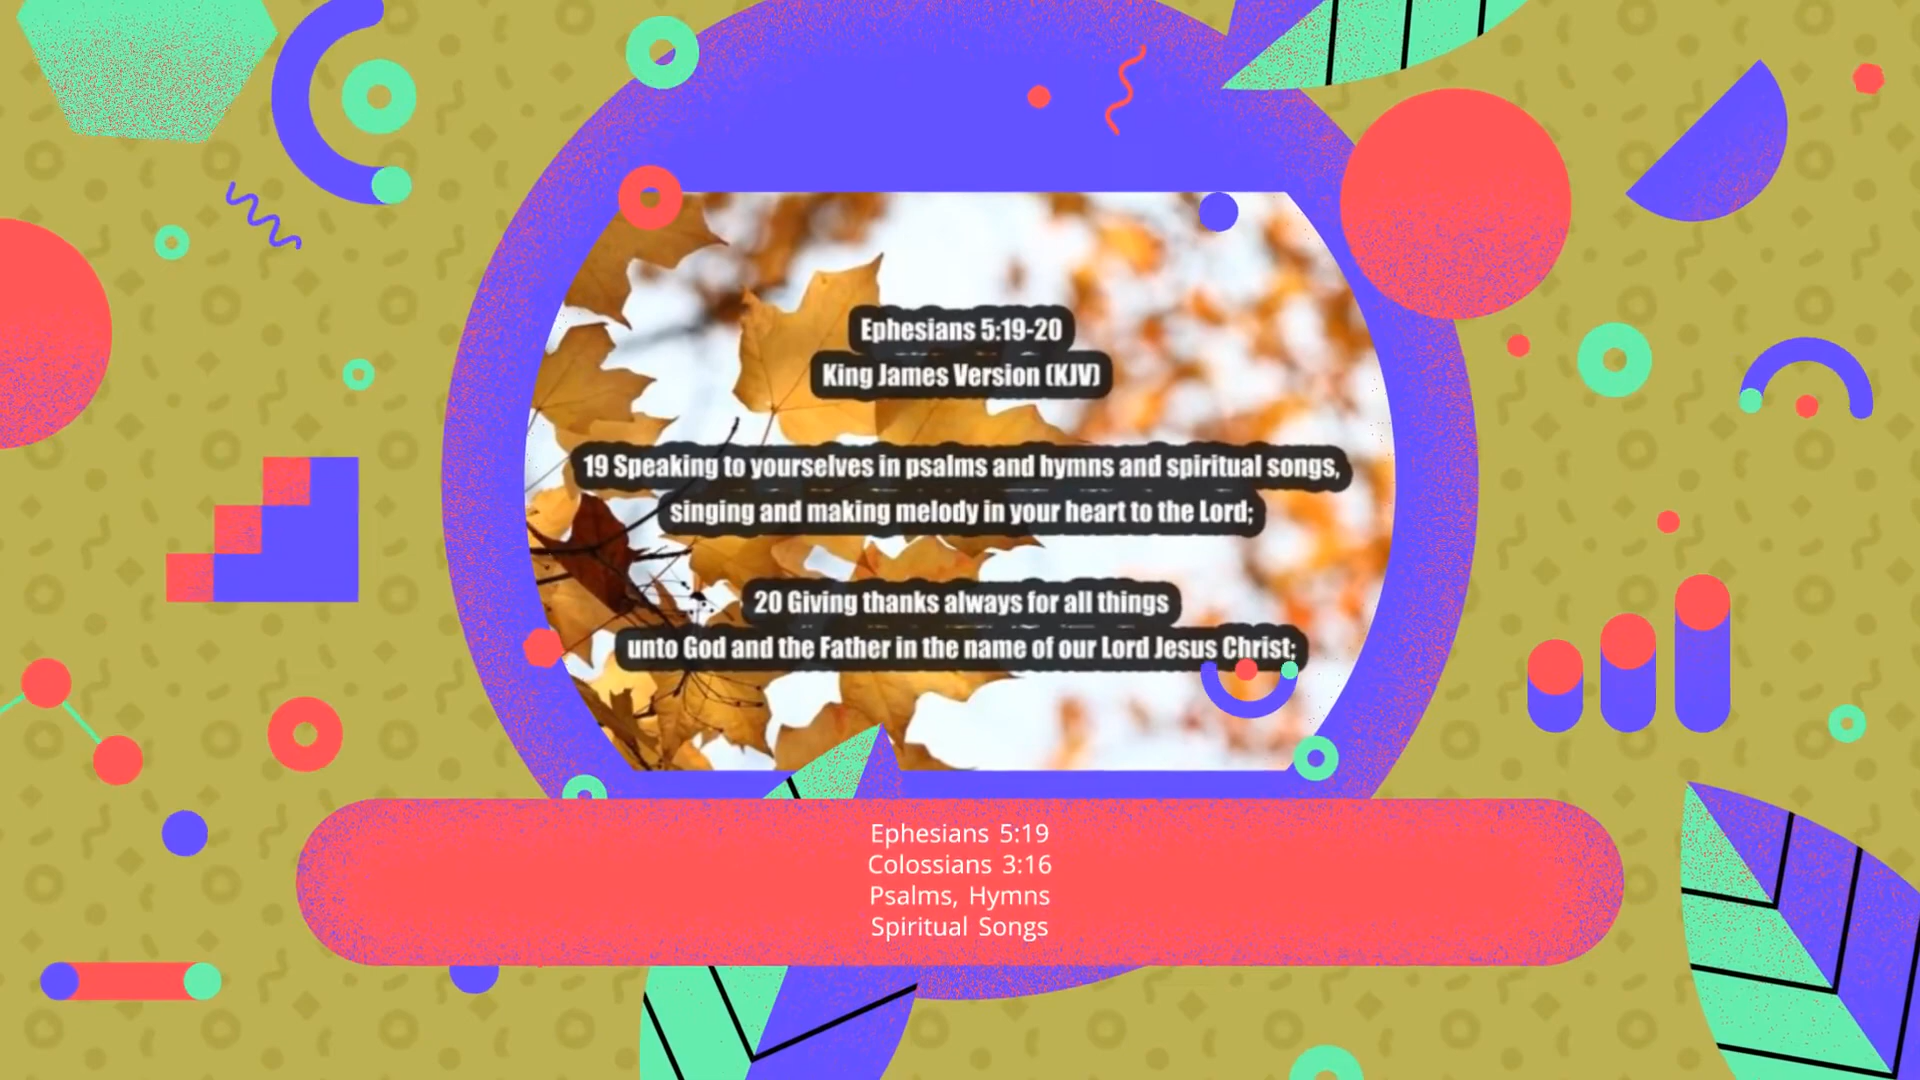 Ephesians 5:19-20
King James Version (KJV)
19 Speaking to yourselves in psalms and hymns and spiritual songs,
singing and making melody in your heart to the Lord;
20 Giving thanks always for all things
unto God and the Father in the name of our Lord Jesus Christ;
Ephesians 5:19
Colossians 3:16
Psalms, Hymns
Spiritual Songs